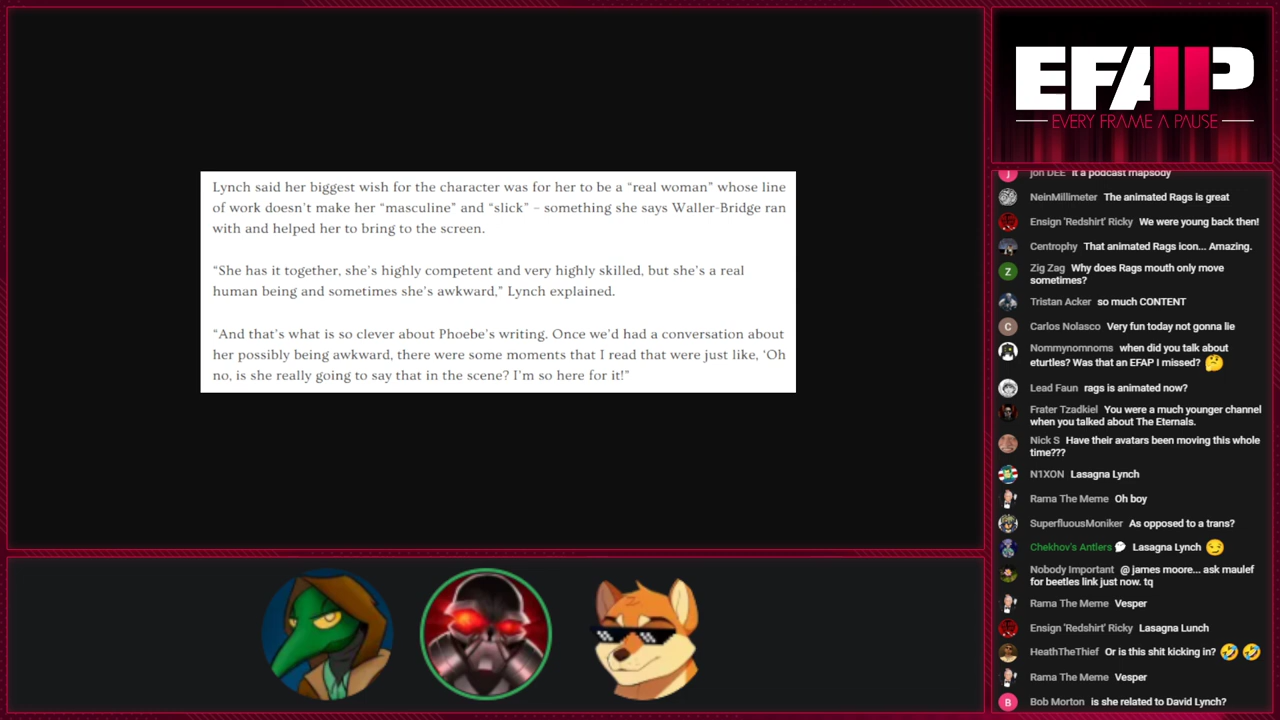 Lynch said her biggest wish for the character was for her to be a “real woman” whose line
of work doesn’t make her “masculine” and “slick” – something she says Waller-Bridge ran
with and helped her to bring to the screen.
“She has it together, she’s highly competent and very highly skilled, but she’s a real
human being and sometimes she’s awkward,” Lynch explained.
“And that’s what is so clever about Phoebe’s writing. Once we’d had a conversation about
her possibly being awkward, there were some moments that I read that were just like, ‘Oh
no, is she really going to say that in the scene? I’m so here for it!”
EFAP
EVERY FRAME A PAUSE
j
jon DEE it a podcast rhapsody
NeinMillimeter The animated Rags is great
Ensign 'Redshirt' Ricky We were young back then!
Centrophy That animated Rags icon... Amazing.
Z
Zig Zag Why does Rags mouth only move
sometimes?
Tristan Acker so much CONTENT
C
Carlos Nolasco Very fun today not gonna lie
Nommynomnoms when did you talk about
eturtles? Was that an EFAP I missed? 🤔
Lead Faun rags is animated now?
Frater Tzadkiel You were a much younger channel
when you talked about The Eternals.
Nick S Have their avatars been moving this whole
time???
N1XON Lasagna Lynch
Rama The Meme Oh boy
SuperfluousMoniker As opposed to a trans?
Chekhov's Antlers Lasagna Lynch 😏
Nobody Important @ james moore... ask maulef
for beetles link just now. tq
Rama The Meme Vesper
Ensign 'Redshirt' Ricky Lasagna Lunch
HeathTheThief Or is this shit kicking in? 🤣 🤣
Rama The Meme Vesper
B
Bob Morton is she related to David Lynch?